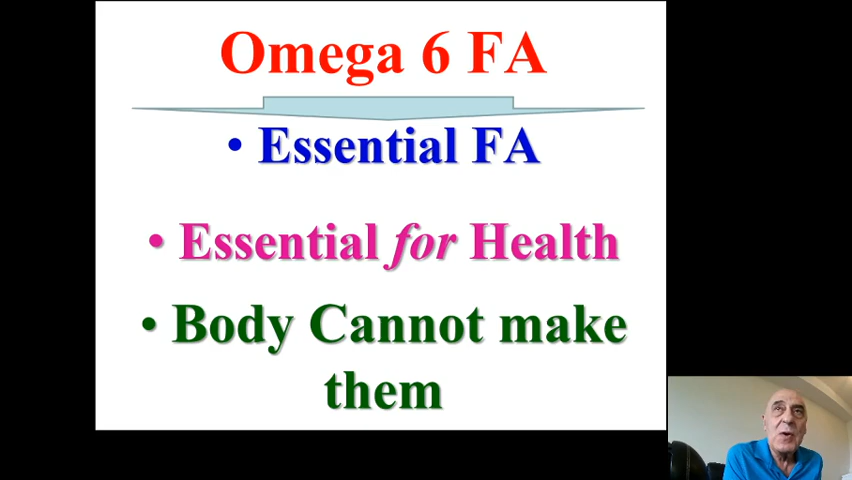 Omega 6 FA
• Essential FA
• Essential for Health
• Body Cannot make
them